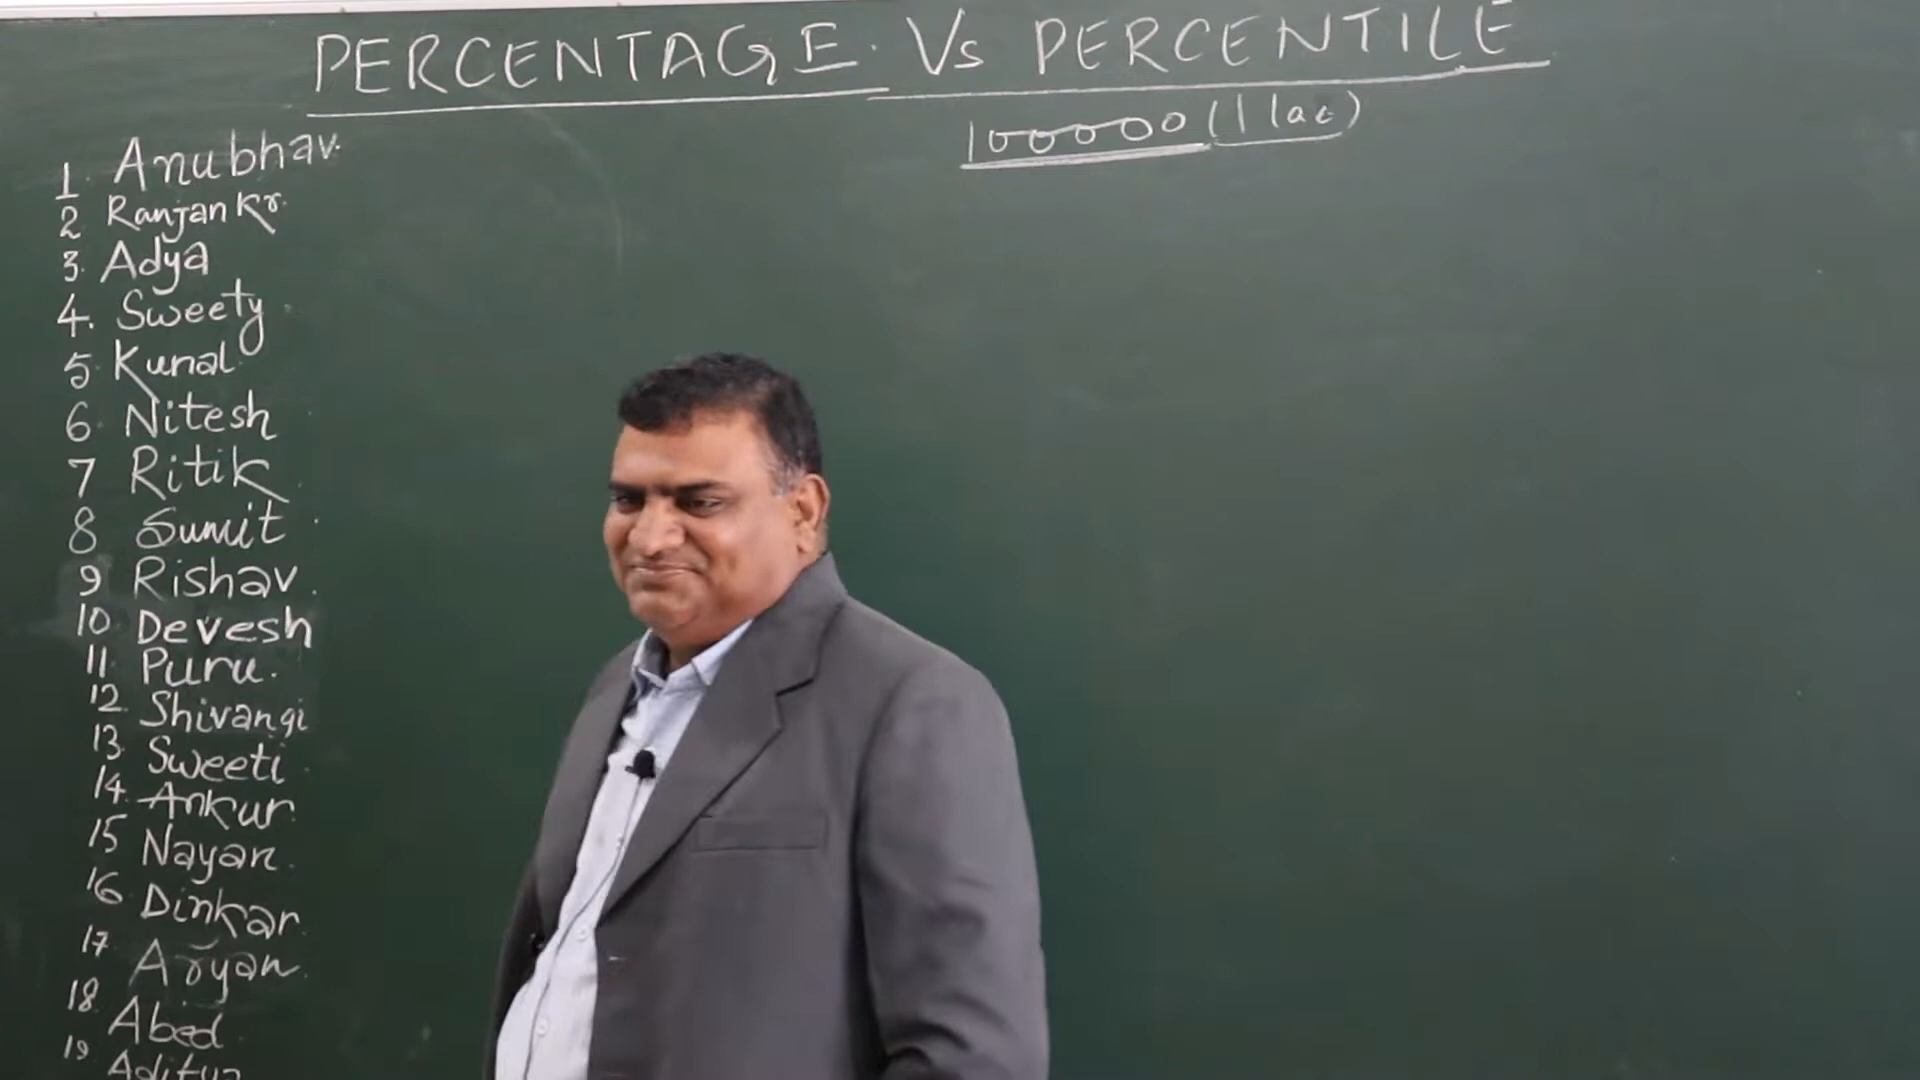 PERCENTAGE Vs PERCENTILE
100000 (1 lac)
1. Anubhav
2 Ranjan Kr.
3. Adya
4. Sweety
5. Kunal
6. Nitesh
7 Ritik
8 Sumit
9 Rishav
10 Devesh
11. Puru.
12. Shivangi
13. Sweeti
14. Ankur
15 Nayan
16 Dinkar
17 Aryan
18 Abed
19 Aditya